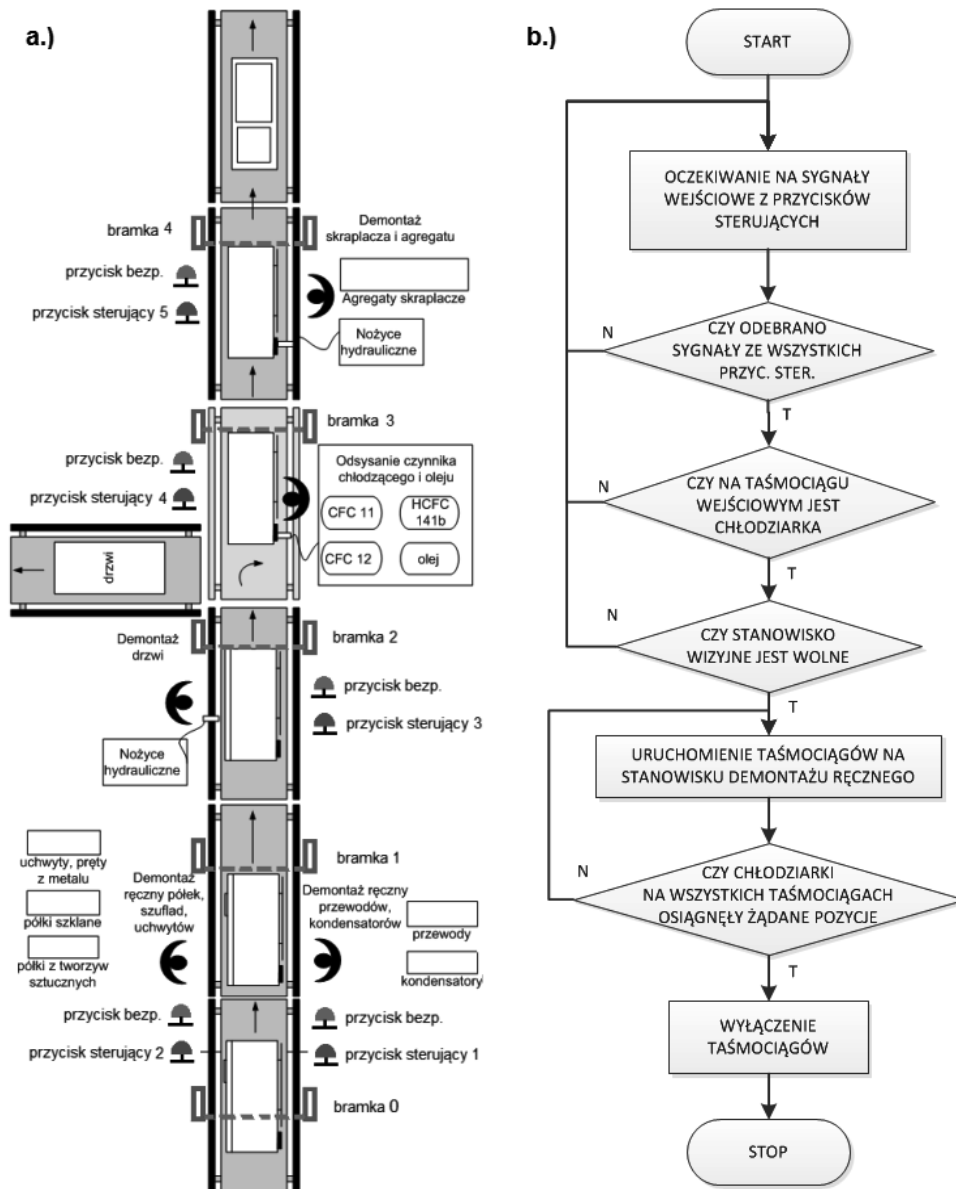 a.)
bramka 4
Demontaż
skraplacza i agregatu
przycisk bezp.
przycisk sterujący 5
Agregaty skraplacze
Nożyce
hydrauliczne
bramka 3
przycisk bezp.
przycisk sterujący 4
Odsysanie czynnika
chłodzącego i oleju
CFC 11
HCFC
141b
CFC 12
olej
drzwi
Demontaż
drzwi
bramka 2
przycisk bezp.
przycisk sterujący 3
Nożyce
hydrauliczne
bramka 1
uchwyty, pręty
z metalu
półki szklane
półki z tworzyw
sztucznych
Demontaż
ręczny półek,
szuflad,
uchwytów
Demontaż ręczny
przewodów,
kondensatorów
przewody
kondensatory
przycisk bezp.
przycisk sterujący 2
przycisk bezp.
przycisk sterujący 1
bramka 0
b.)
START
OCZEKIWANIE NA SYGNAŁY
WEJŚCIOWE Z PRZYCISKÓW
STERUJĄCYCH
CZY ODEBRANO
SYGNAŁY ZE WSZYSTKICH
PRZYC. STER.
N
T
CZY NA TAŚMOCIĄGU
WEJŚCIOWYM JEST
CHŁODZIARKA
N
T
CZY STANOWISKO
WIZYJNE JEST WOLNE
N
T
URUCHOMIENIE TAŚMOCIĄGÓW NA
STANOWISKU DEMONTAŻU RĘCZNEGO
CZY CHŁODZIARKI
NA WSZYSTKICH TAŚMOCIĄGACH
OSIĄGNĘŁY ŻĄDANE POZYCJE
N
T
WYŁĄCZENIE
TAŚMOCIĄGÓW
STOP